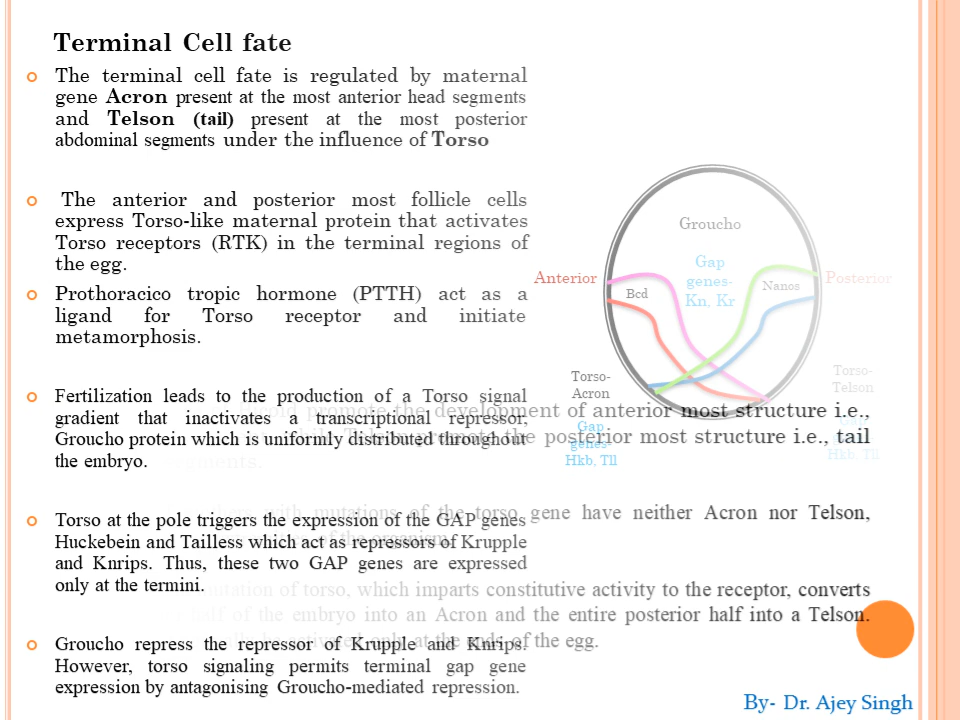 Terminal Cell fate
The terminal cell fate is regulated by maternal
gene Acron present at the most anterior head segments
and Telson (tail) present at the most posterior
abdominal segments under the influence of Torso
The anterior and posterior most follicle cells
express Torso-like maternal protein that activates
Torso receptors (RTK) in the terminal regions of
the egg.
Prothoracico tropic hormone (PTTH) act as a
ligand for Torso receptor and initiate
metamorphosis.
Fertilization leads to the production of a Torso signal
gradient that inactivates a transcriptional repressor,
Groucho protein which is uniformly distributed throughout
the embryo.
Torso at the pole triggers the expression of the GAP genes
Huckebein and Tailless which act as repressors of Krupple
and Knrips. Thus, these two GAP genes are expressed
only at the termini.
Groucho repress the repressor of Krupple and Knrips.
However, torso signaling permits terminal gap gene
expression by antagonising Groucho-mediated repression.
Groucho
Gap
genes-
Kn, Kr
Anterior
Posterior
Bcd
Nanos
Torso-
Acron
Torso-
Telson
Gap
genes-
Hkb, Tll
Hkb, Tll
promote the development of anterior most structure i.e.,
the posterior most structure i.e., tail
segments.
with mutations of the torso gene have neither Acron nor Telson,
of the organism.
mutation of torso, which imparts constitutive activity to the receptor, converts
half of the embryo into an Acron and the entire posterior half into a Telson.
activated only at the ends of the egg.
By- Dr. Ajey Singh